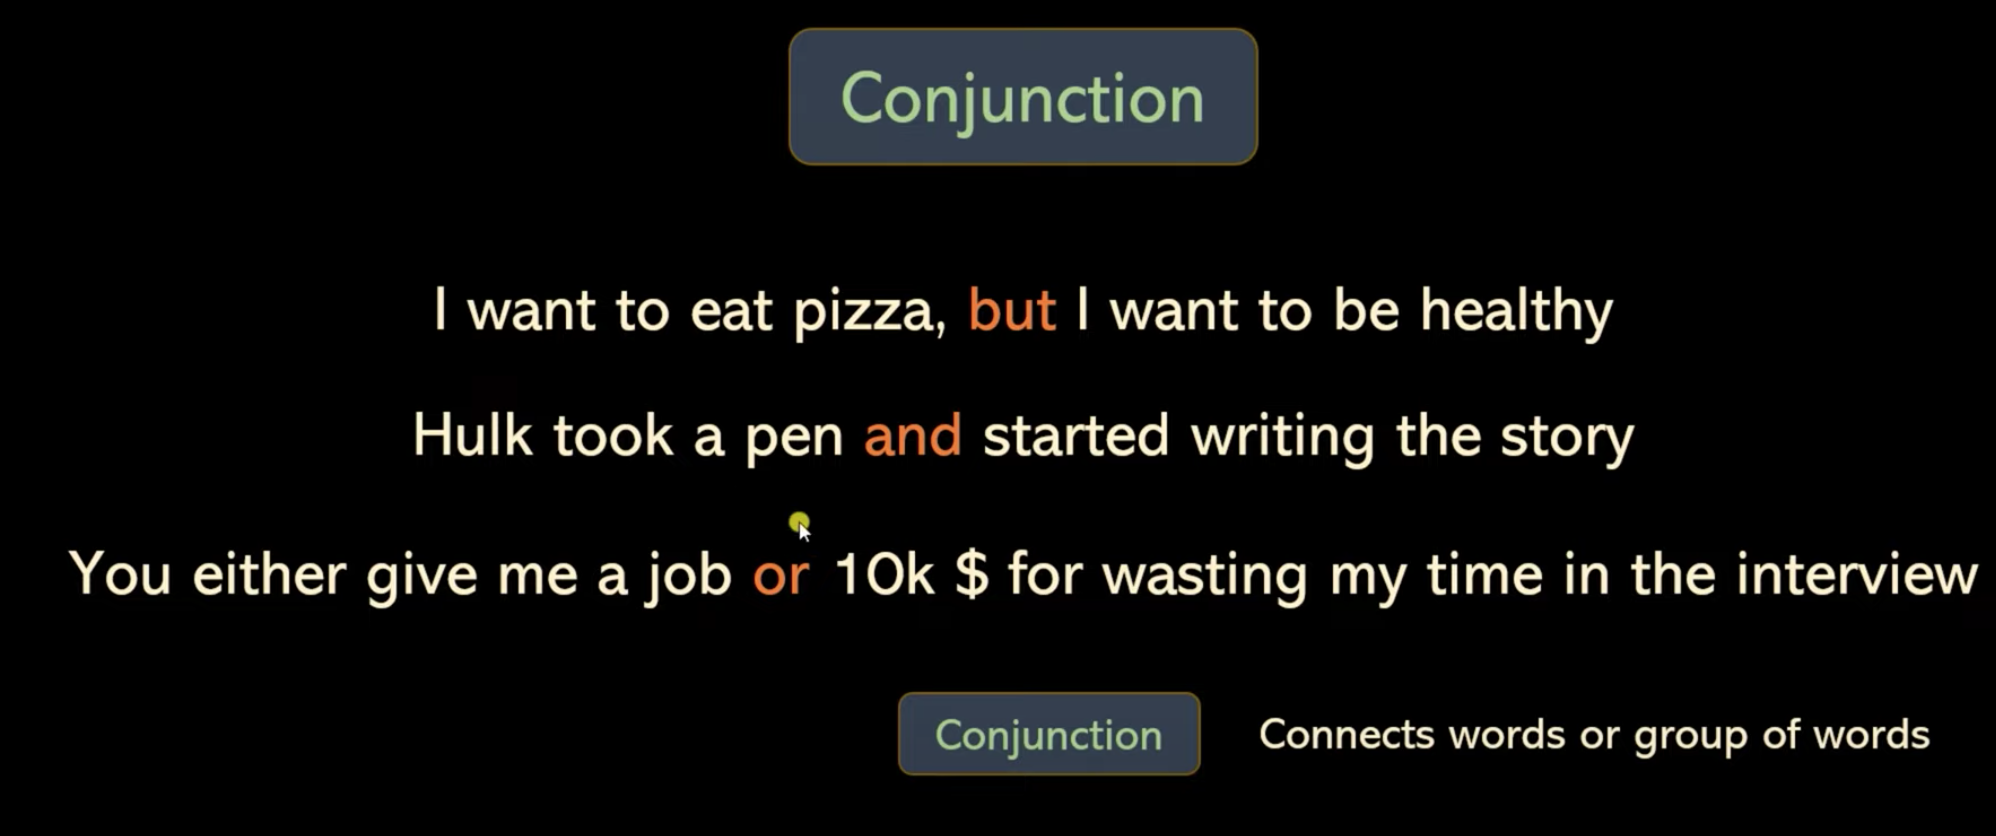 Conjunction
I want to eat pizza, but I want to be healthy
Hulk took a pen and started writing the story
You either give me a job or 10k $ for wasting my time in the interview
Conjunction Connects words or group of words